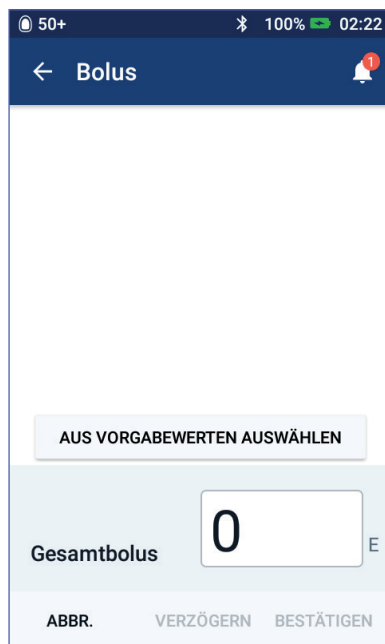 50+ 100% 02:22
Bolus 1
AUS VORGABEWERTEN AUSWÄHLEN
Gesamtbolus 0 E
ABBR. VERZÖGERN BESTÄTIGEN